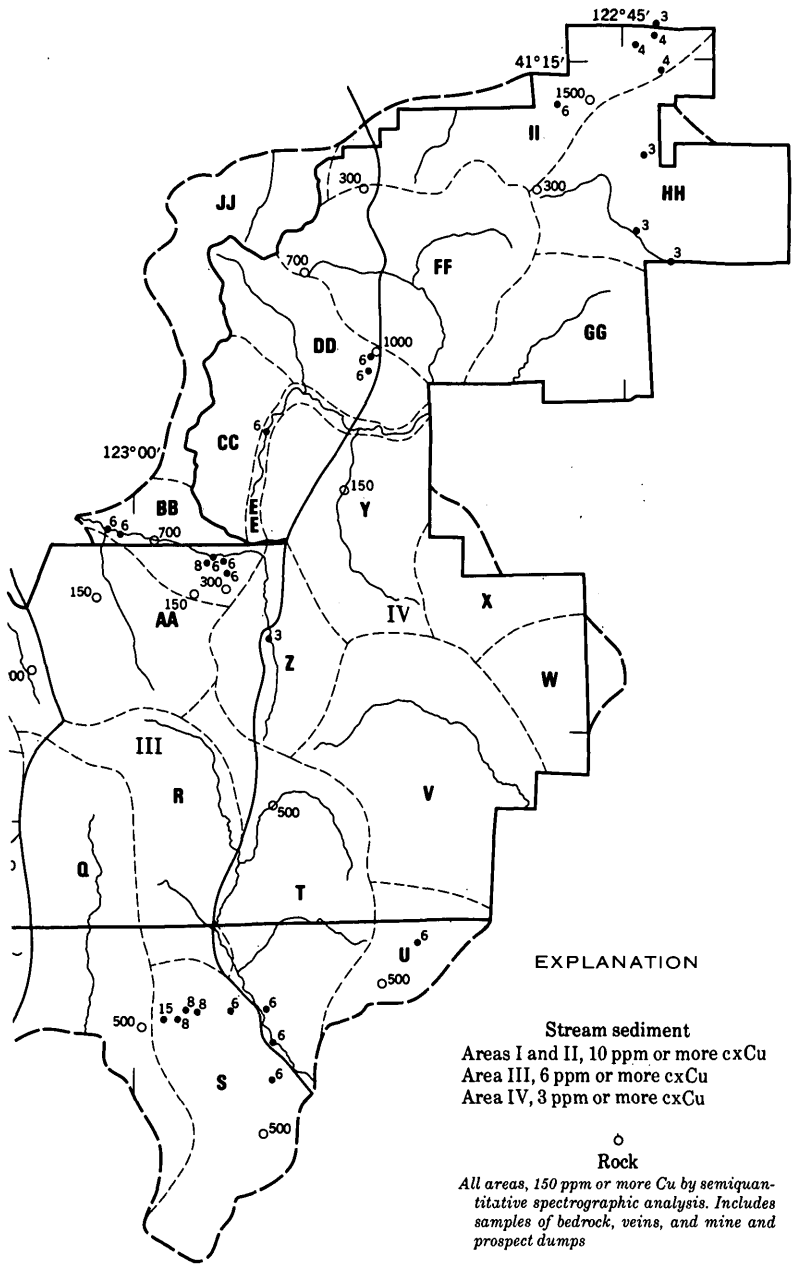 122°45′
3
4
4
41°15′
4
1500
6
II
3
300
300
HH
JJ
3
700
FF
3
GG
1000
DD
6
6
6
CC
123°00′
150
BB
E
E
Y
6
6
700
8
6
6
6
300
150
150
AA
IV
X
3
Z
W
00
III
R
V
500
Q
T
U
6
500
EXPLANATION
15
8
8
8
6
6
500
6
Stream sediment
Areas I and II, 10 ppm or more cxCu
Area III, 6 ppm or more cxCu
Area IV, 3 ppm or more cxCu
S
6
500
Rock
All areas, 150 ppm or more Cu by semiquan-
titative spectrographic analysis. Includes
samples of bedrock, veins, and mine and
prospect dumps